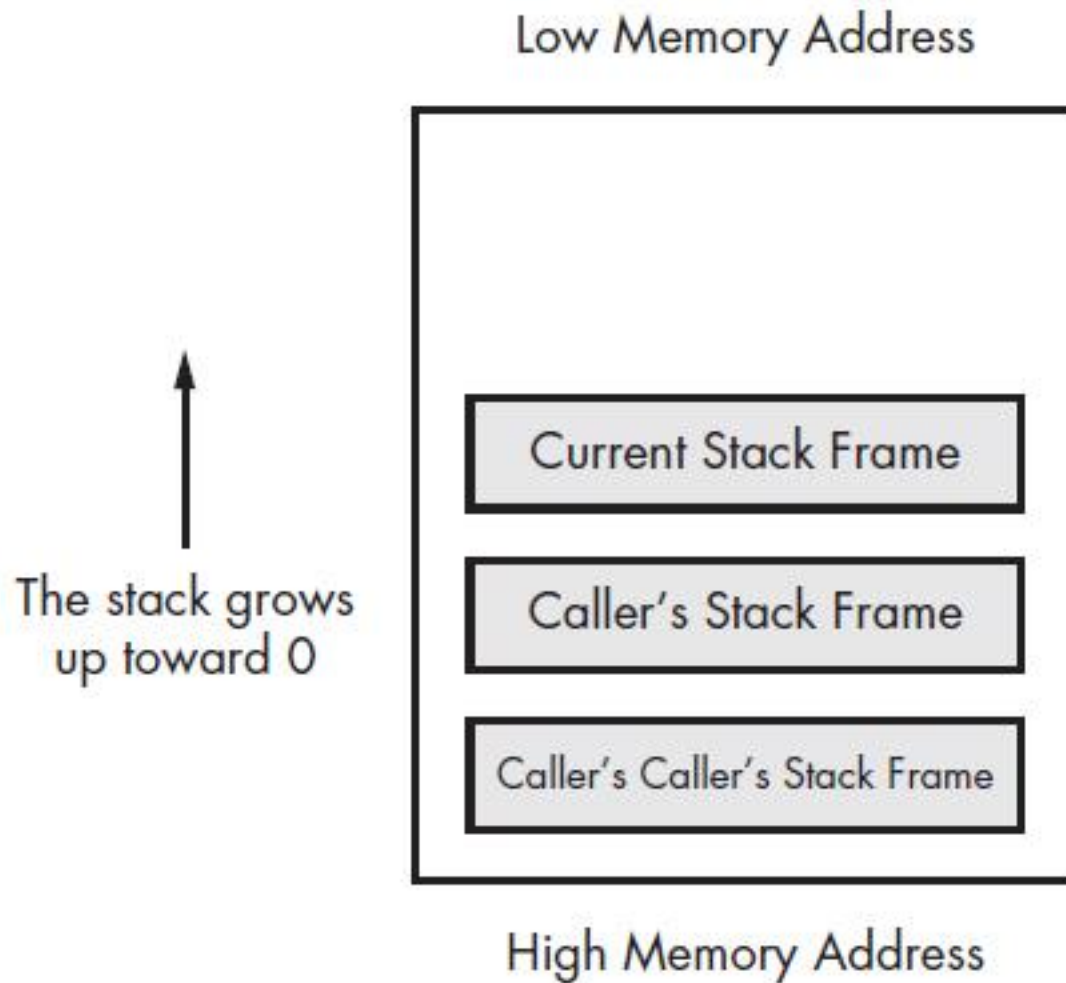 Low Memory Address
Current Stack Frame
The stack grows
up toward 0
Caller’s Stack Frame
Caller’s Caller’s Stack Frame
High Memory Address